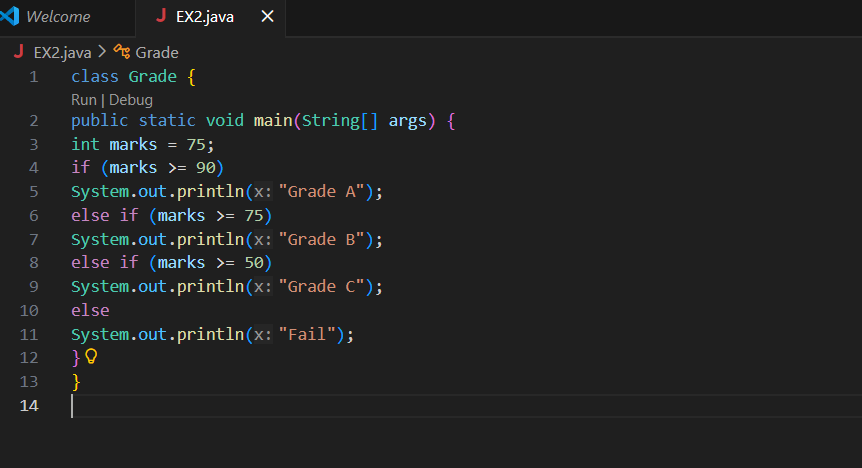 Welcome
J EX2.java
J EX2.java > Grade
1 class Grade {
Run | Debug
2 public static void main(String[] args) {
3 int marks = 75;
4 if (marks >= 90)
5 System.out.println(x: "Grade A");
6 else if (marks >= 75)
7 System.out.println(x: "Grade B");
8 else if (marks >= 50)
9 System.out.println(x: "Grade C");
10 else
11 System.out.println(x: "Fail");
12 }
13 }
14